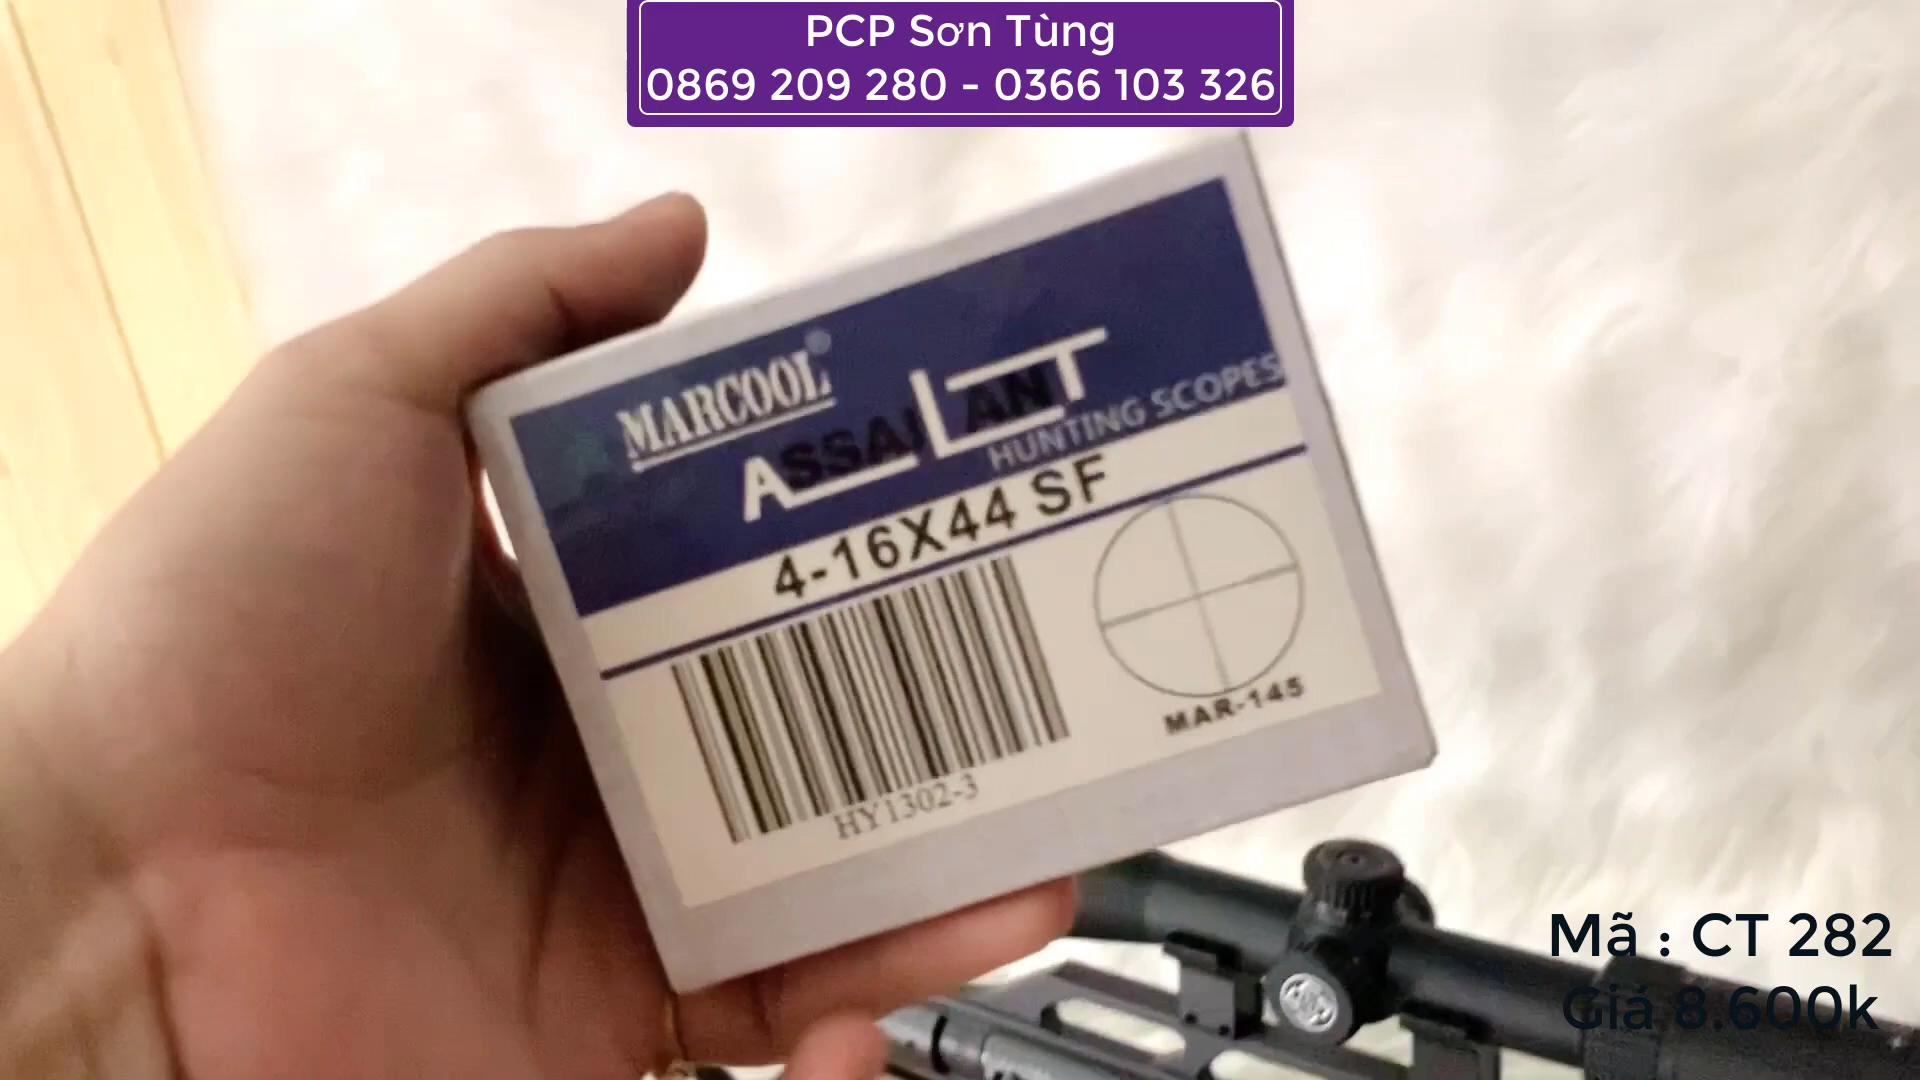 PCP Sơn Tùng
0869 209 280 - 0366 103 326
MARCOOL®
ASSAILANT
HUNTING SCOPES
4-16X44 SF
MAR-145
HY1302-3
Mã : CT 282
Giá 8.600k